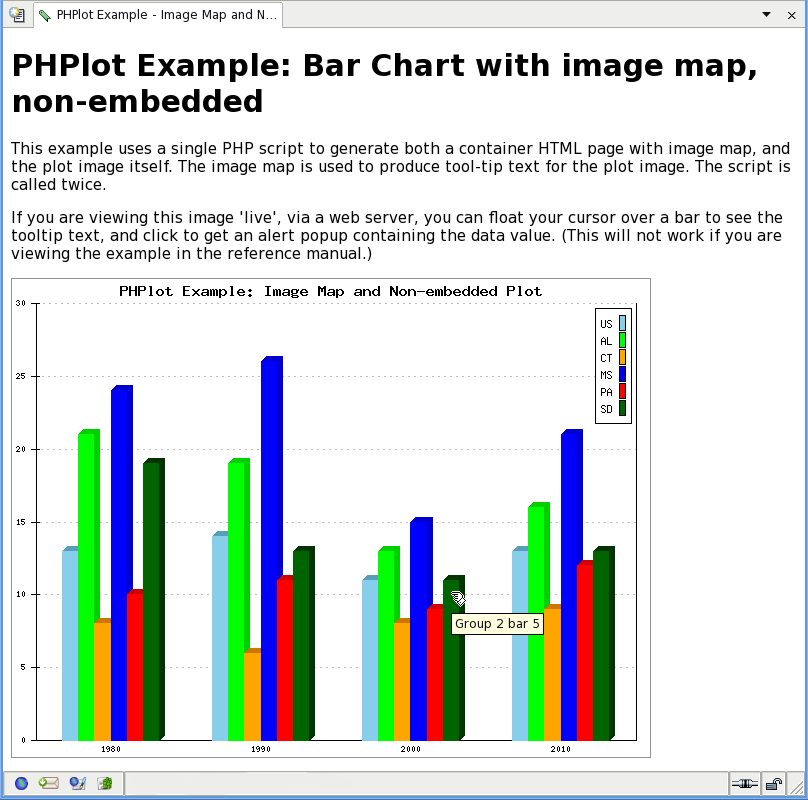 PHPlot Example - Image Map and N...
PHPlot Example: Bar Chart with image map,
non-embedded
This example uses a single PHP script to generate both a container HTML page with image map, and
the plot image itself. The image map is used to produce tool-tip text for the plot image. The script is
called twice.
If you are viewing this image 'live', via a web server, you can float your cursor over a bar to see the
tooltip text, and click to get an alert popup containing the data value. (This will not work if you are
viewing the example in the reference manual.)
PHPlot Example: Image Map and Non-embedded Plot
30
25
20
15
10
5
0
US
AL
CT
MS
PA
SD
Group 2 bar 5
1980 1990 2000 2010